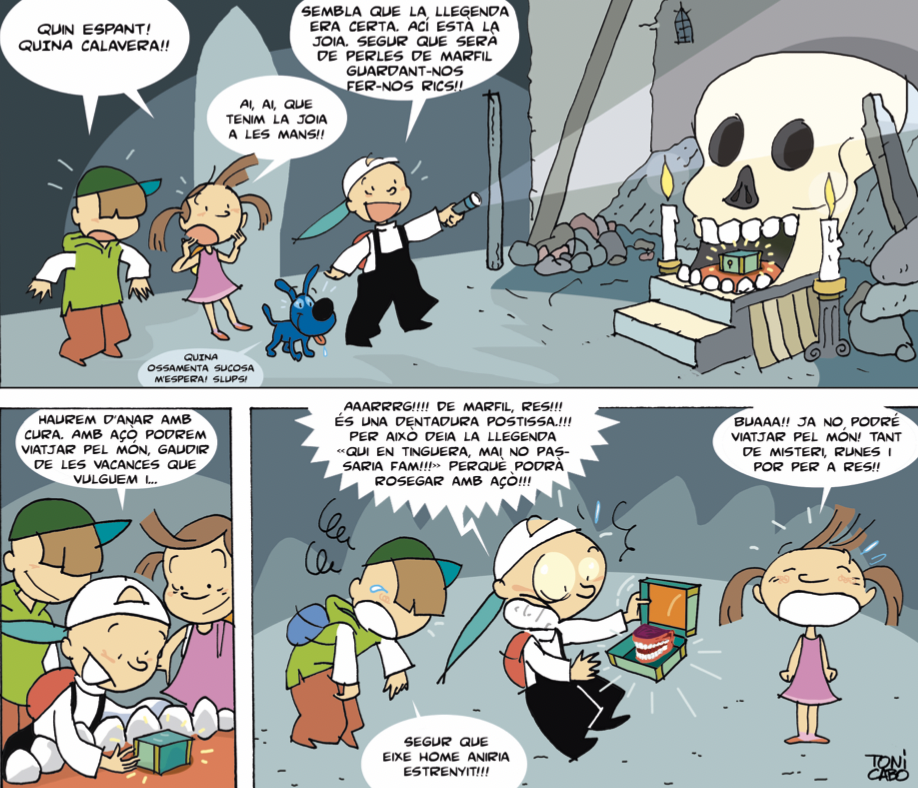 QUIN ESPANT!
QUINA CALAVERA!!
AI, AI, QUE
TENIM LA JOIA
A LES MANS!!
SEMBLA QUE LA LLEGENDA
ERA CERTA. ACÍ ESTÀ LA
JOIA. SEGUR QUE SERÀ
DE PERLES DE MARFIL
GUARDANT-NOS
FER-NOS RICS!!
QUINA
OSSAMENTA SUCOSA
M'ESPERA! SLUPS!
HAUREM D'ANAR AMB
CURA. AMB AÇÒ PODREM
VIATJAR PEL MÓN, GAUDIR
DE LES VACANCES QUE
VULGUEM I...
AAARRRG!!!! DE MARFIL, RES!!!
ÉS UNA DENTADURA POSTISSA.!!!
PER AIXÒ DEIA LA LLEGENDA
«QUI EN TINGUERA, MAI NO PAS-
SARIA FAM!!!» PERQUÈ PODRÀ
ROSEGAR AMB AÇÒ!!!
BUAAA!! JA NO PODRÉ
VIATJAR PEL MÓN! TANT
DE MISTERI, RUNES I
POR PER A RES!!
SEGUR QUE
EIXE HOME ANIRIA
ESTRENYIT!!!
TONI
CABO